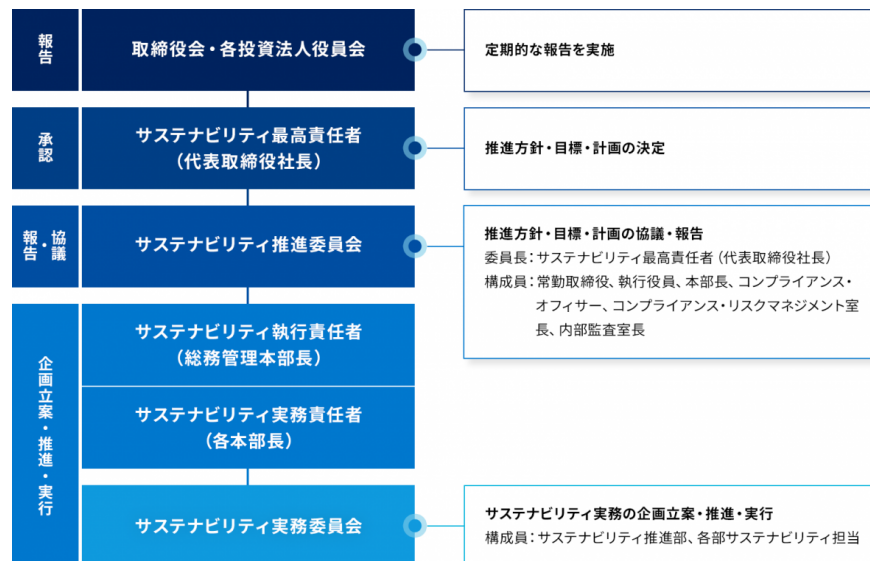 報告
取締役会・各投資法人役員会
定期的な報告を実施
承認
サステナビリティ最高責任者
（代表取締役社長）
推進方針・目標・計画の決定
協議・
報告
サステナビリティ推進委員会
推進方針・目標・計画の協議・報告
委員長：サステナビリティ最高責任者（代表取締役社長）
構成員：常勤取締役、執行役員、本部長、コンプライアンス・
オフィサー、コンプライアンス・リスクマネジメント室
長、内部監査室長
企画立案・推進・実行
サステナビリティ執行責任者
（総務管理本部長）
サステナビリティ実務責任者
（各本部長）
サステナビリティ実務委員会
サステナビリティ実務の企画立案・推進・実行
構成員：サステナビリティ推進部、各部サステナビリティ担当